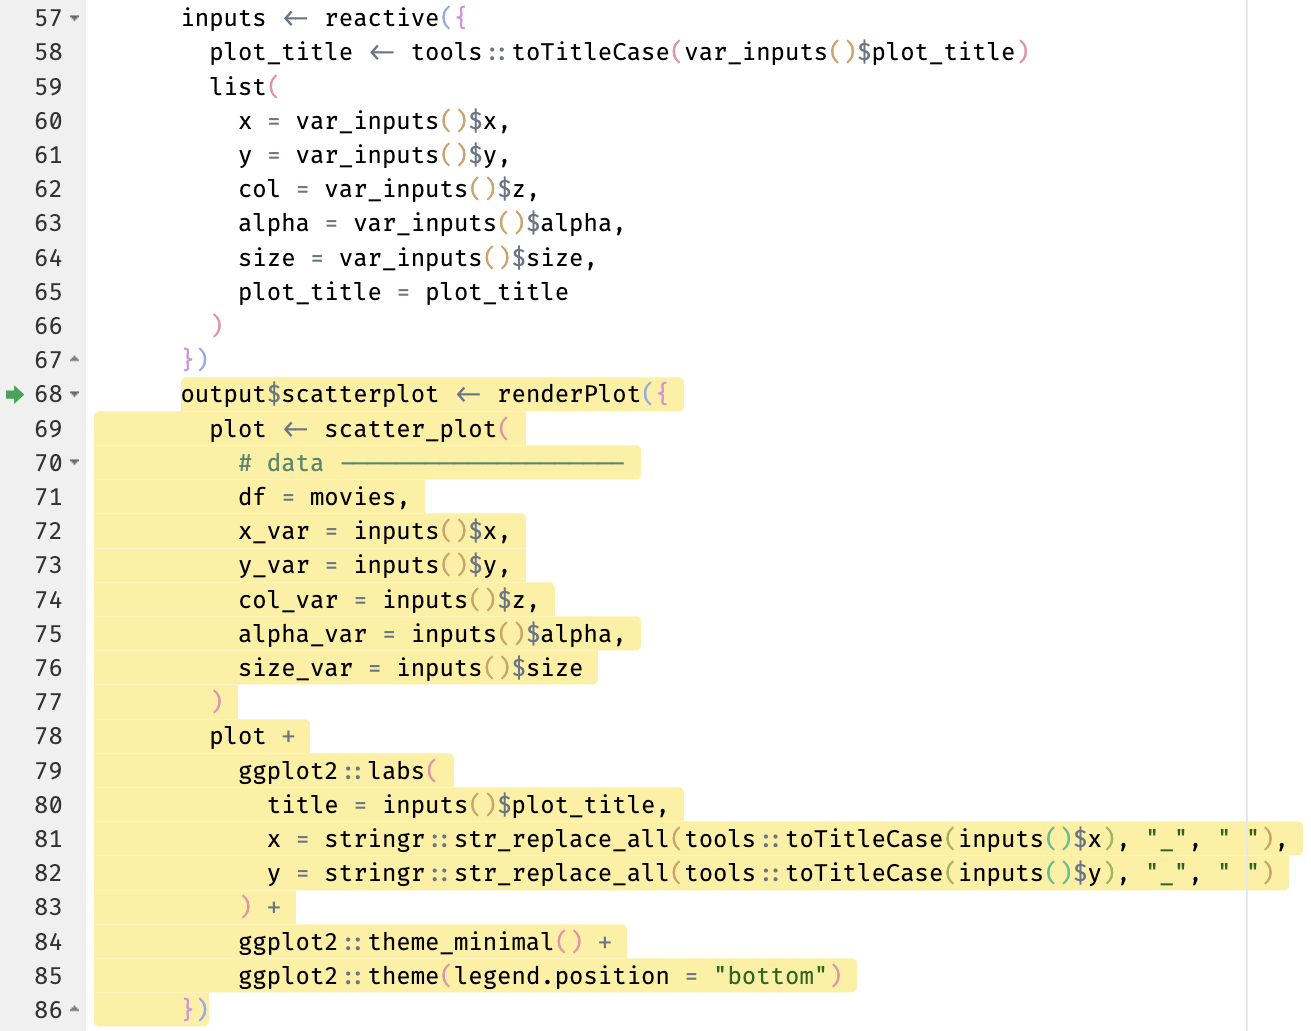 57 inputs <- reactive({
58 plot_title <- tools::toTitleCase(var_inputs()$plot_title)
59 list(
60 x = var_inputs()$x,
61 y = var_inputs()$y,
62 col = var_inputs()$z,
63 alpha = var_inputs()$alpha,
64 size = var_inputs()$size,
65 plot_title = plot_title
66 )
67 })
68 output$scatterplot <- renderPlot({
69 plot <- scatter_plot(
70 # data --------------------
71 df = movies,
72 x_var = inputs()$x,
73 y_var = inputs()$y,
74 col_var = inputs()$z,
75 alpha_var = inputs()$alpha,
76 size_var = inputs()$size
77 )
78 plot +
79 ggplot2::labs(
80 title = inputs()$plot_title,
81 x = stringr::str_replace_all(tools::toTitleCase(inputs()$x), "_", " "),
82 y = stringr::str_replace_all(tools::toTitleCase(inputs()$y), "_", " ")
83 ) +
84 ggplot2::theme_minimal() +
85 ggplot2::theme(legend.position = "bottom")
86 })